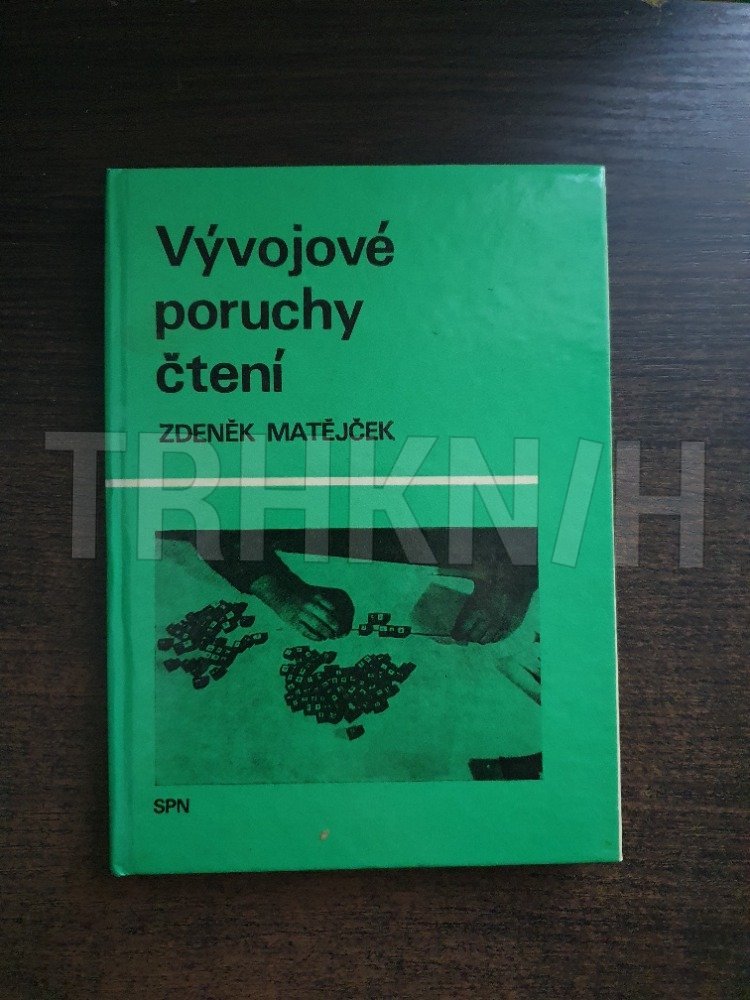 Vývojové
poruchy
čtení
ZDENĚK MATĚJČEK
TRHKNIH
SPN